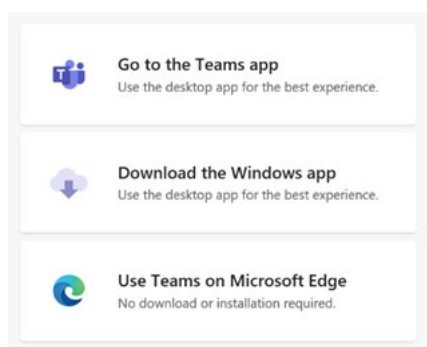 Go to the Teams app
Use the desktop app for the best experience.
Download the Windows app
Use the desktop app for the best experience.
Use Teams on Microsoft Edge
No download or installation required.